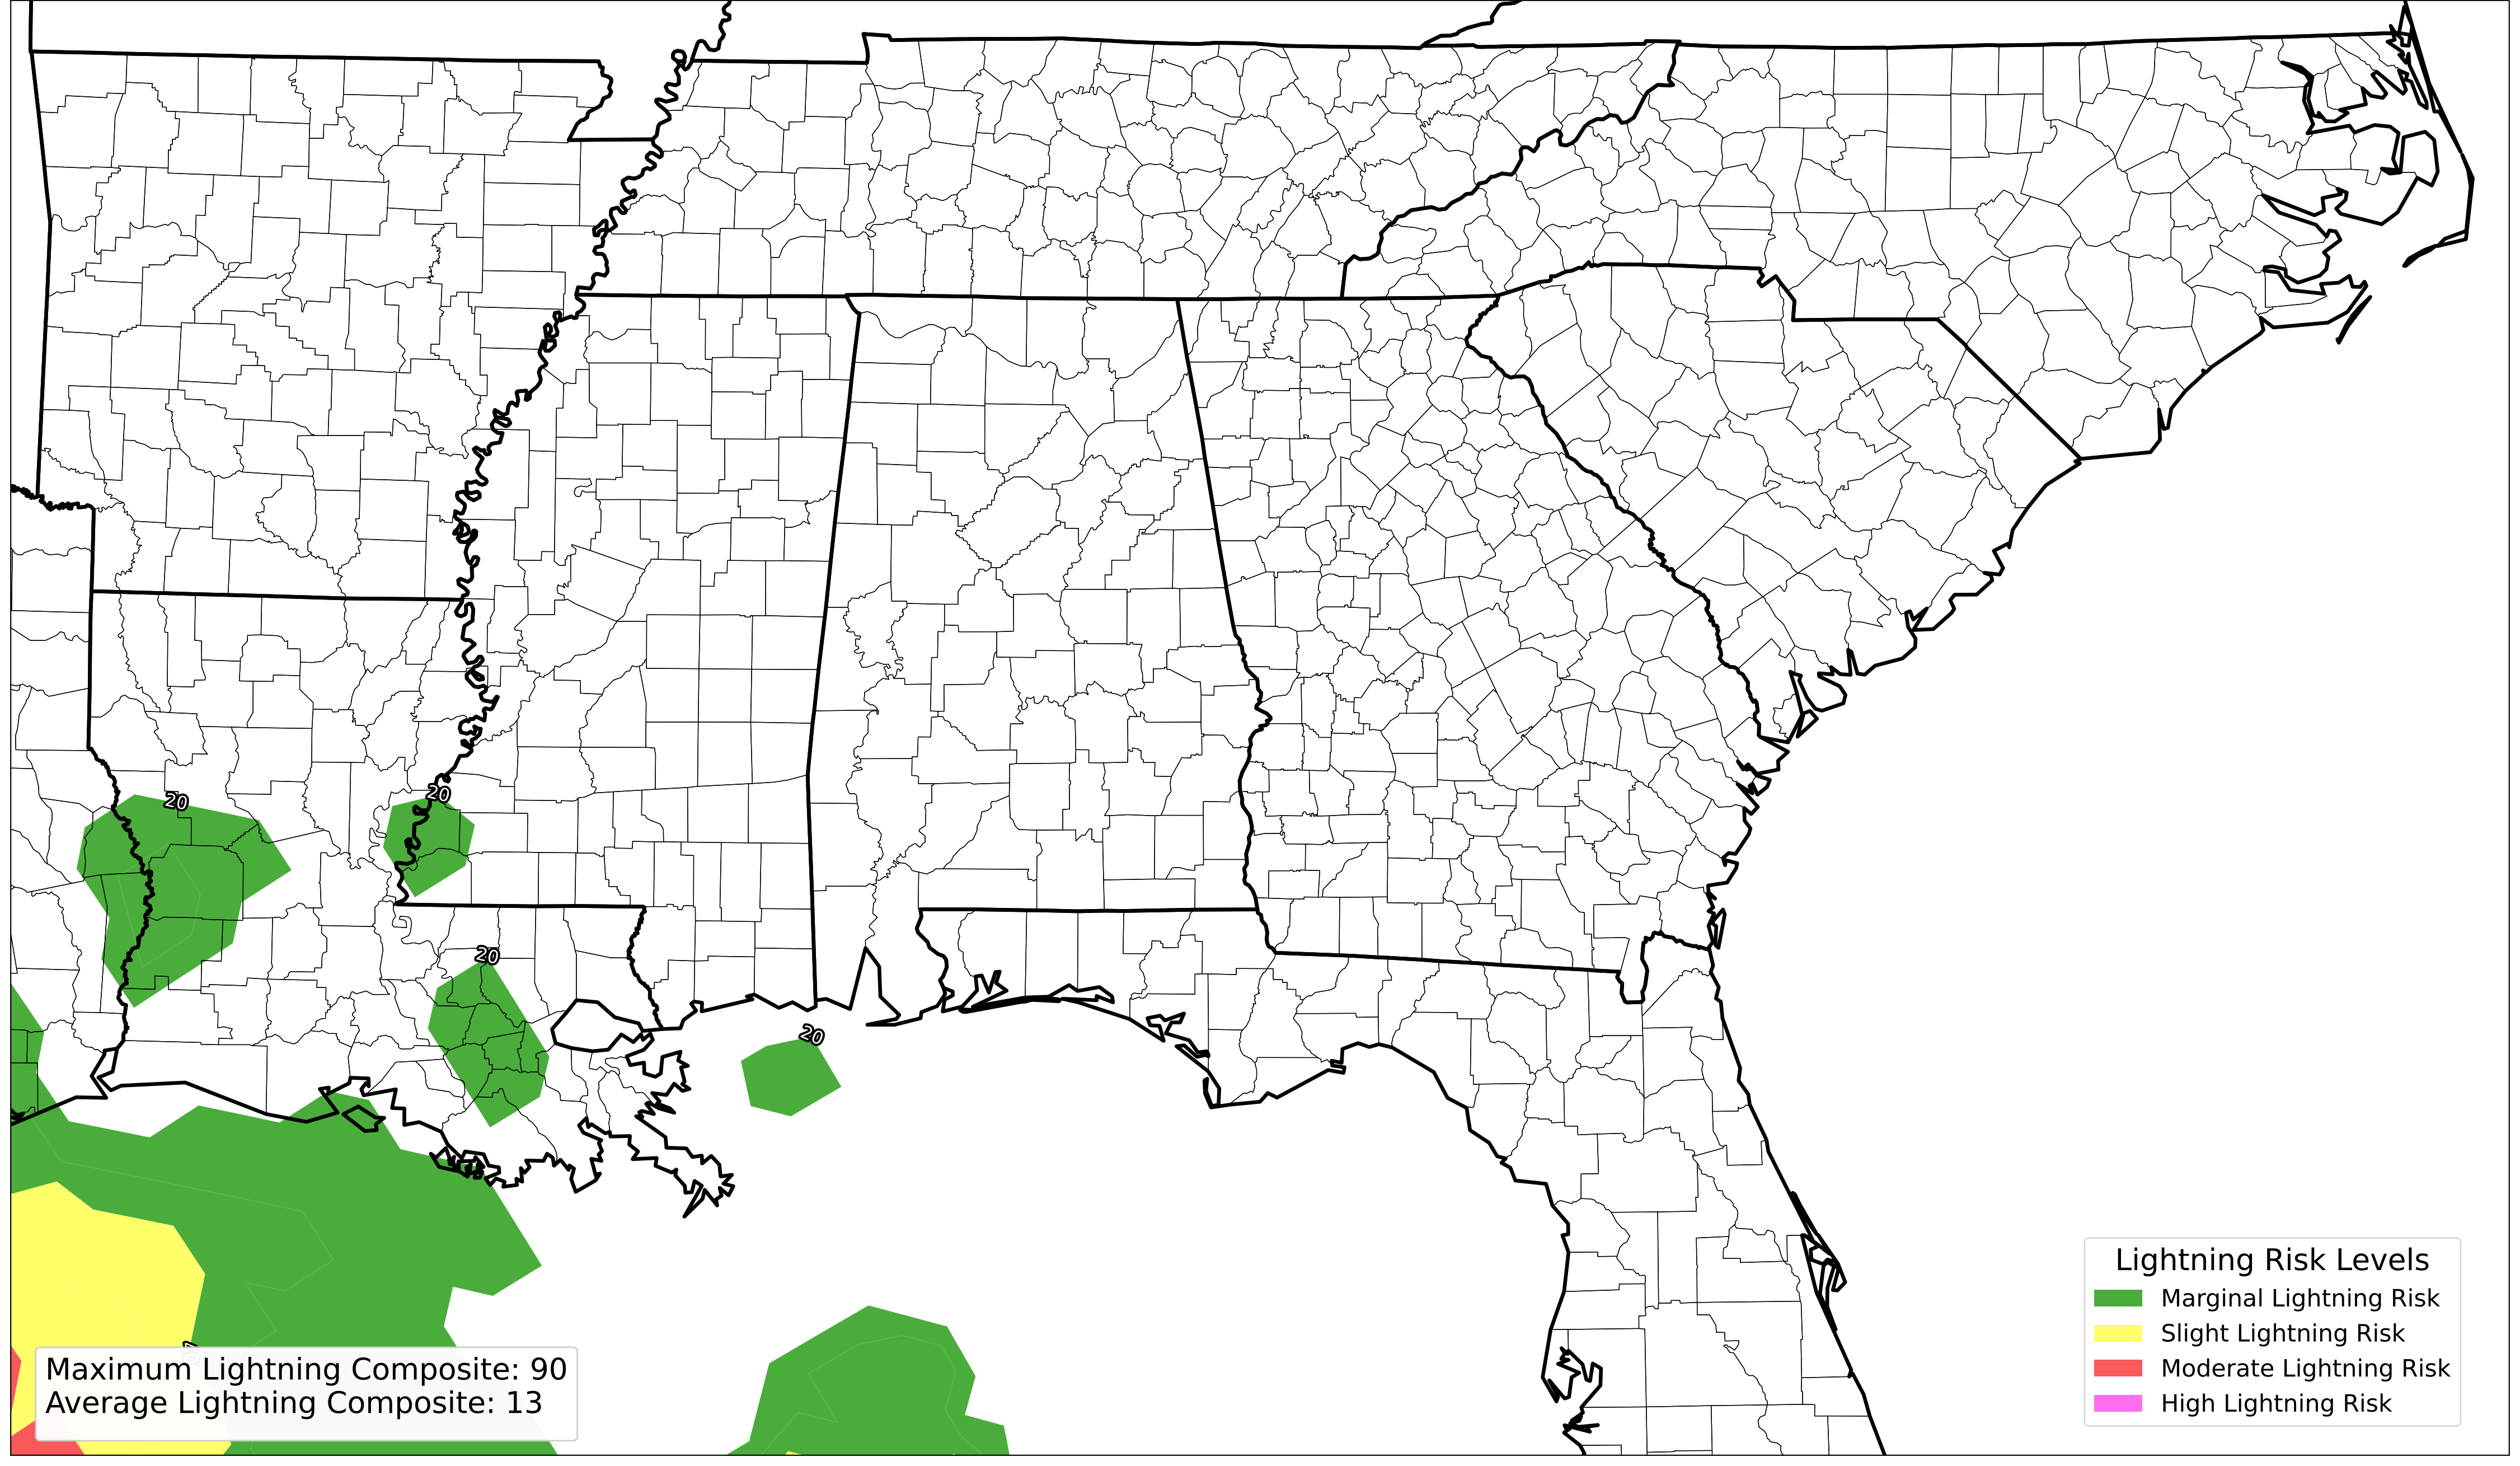 20
20
20
20
Lightning Risk Levels
Marginal Lightning Risk
Slight Lightning Risk
Moderate Lightning Risk
High Lightning Risk
Maximum Lightning Composite: 90
Average Lightning Composite: 13